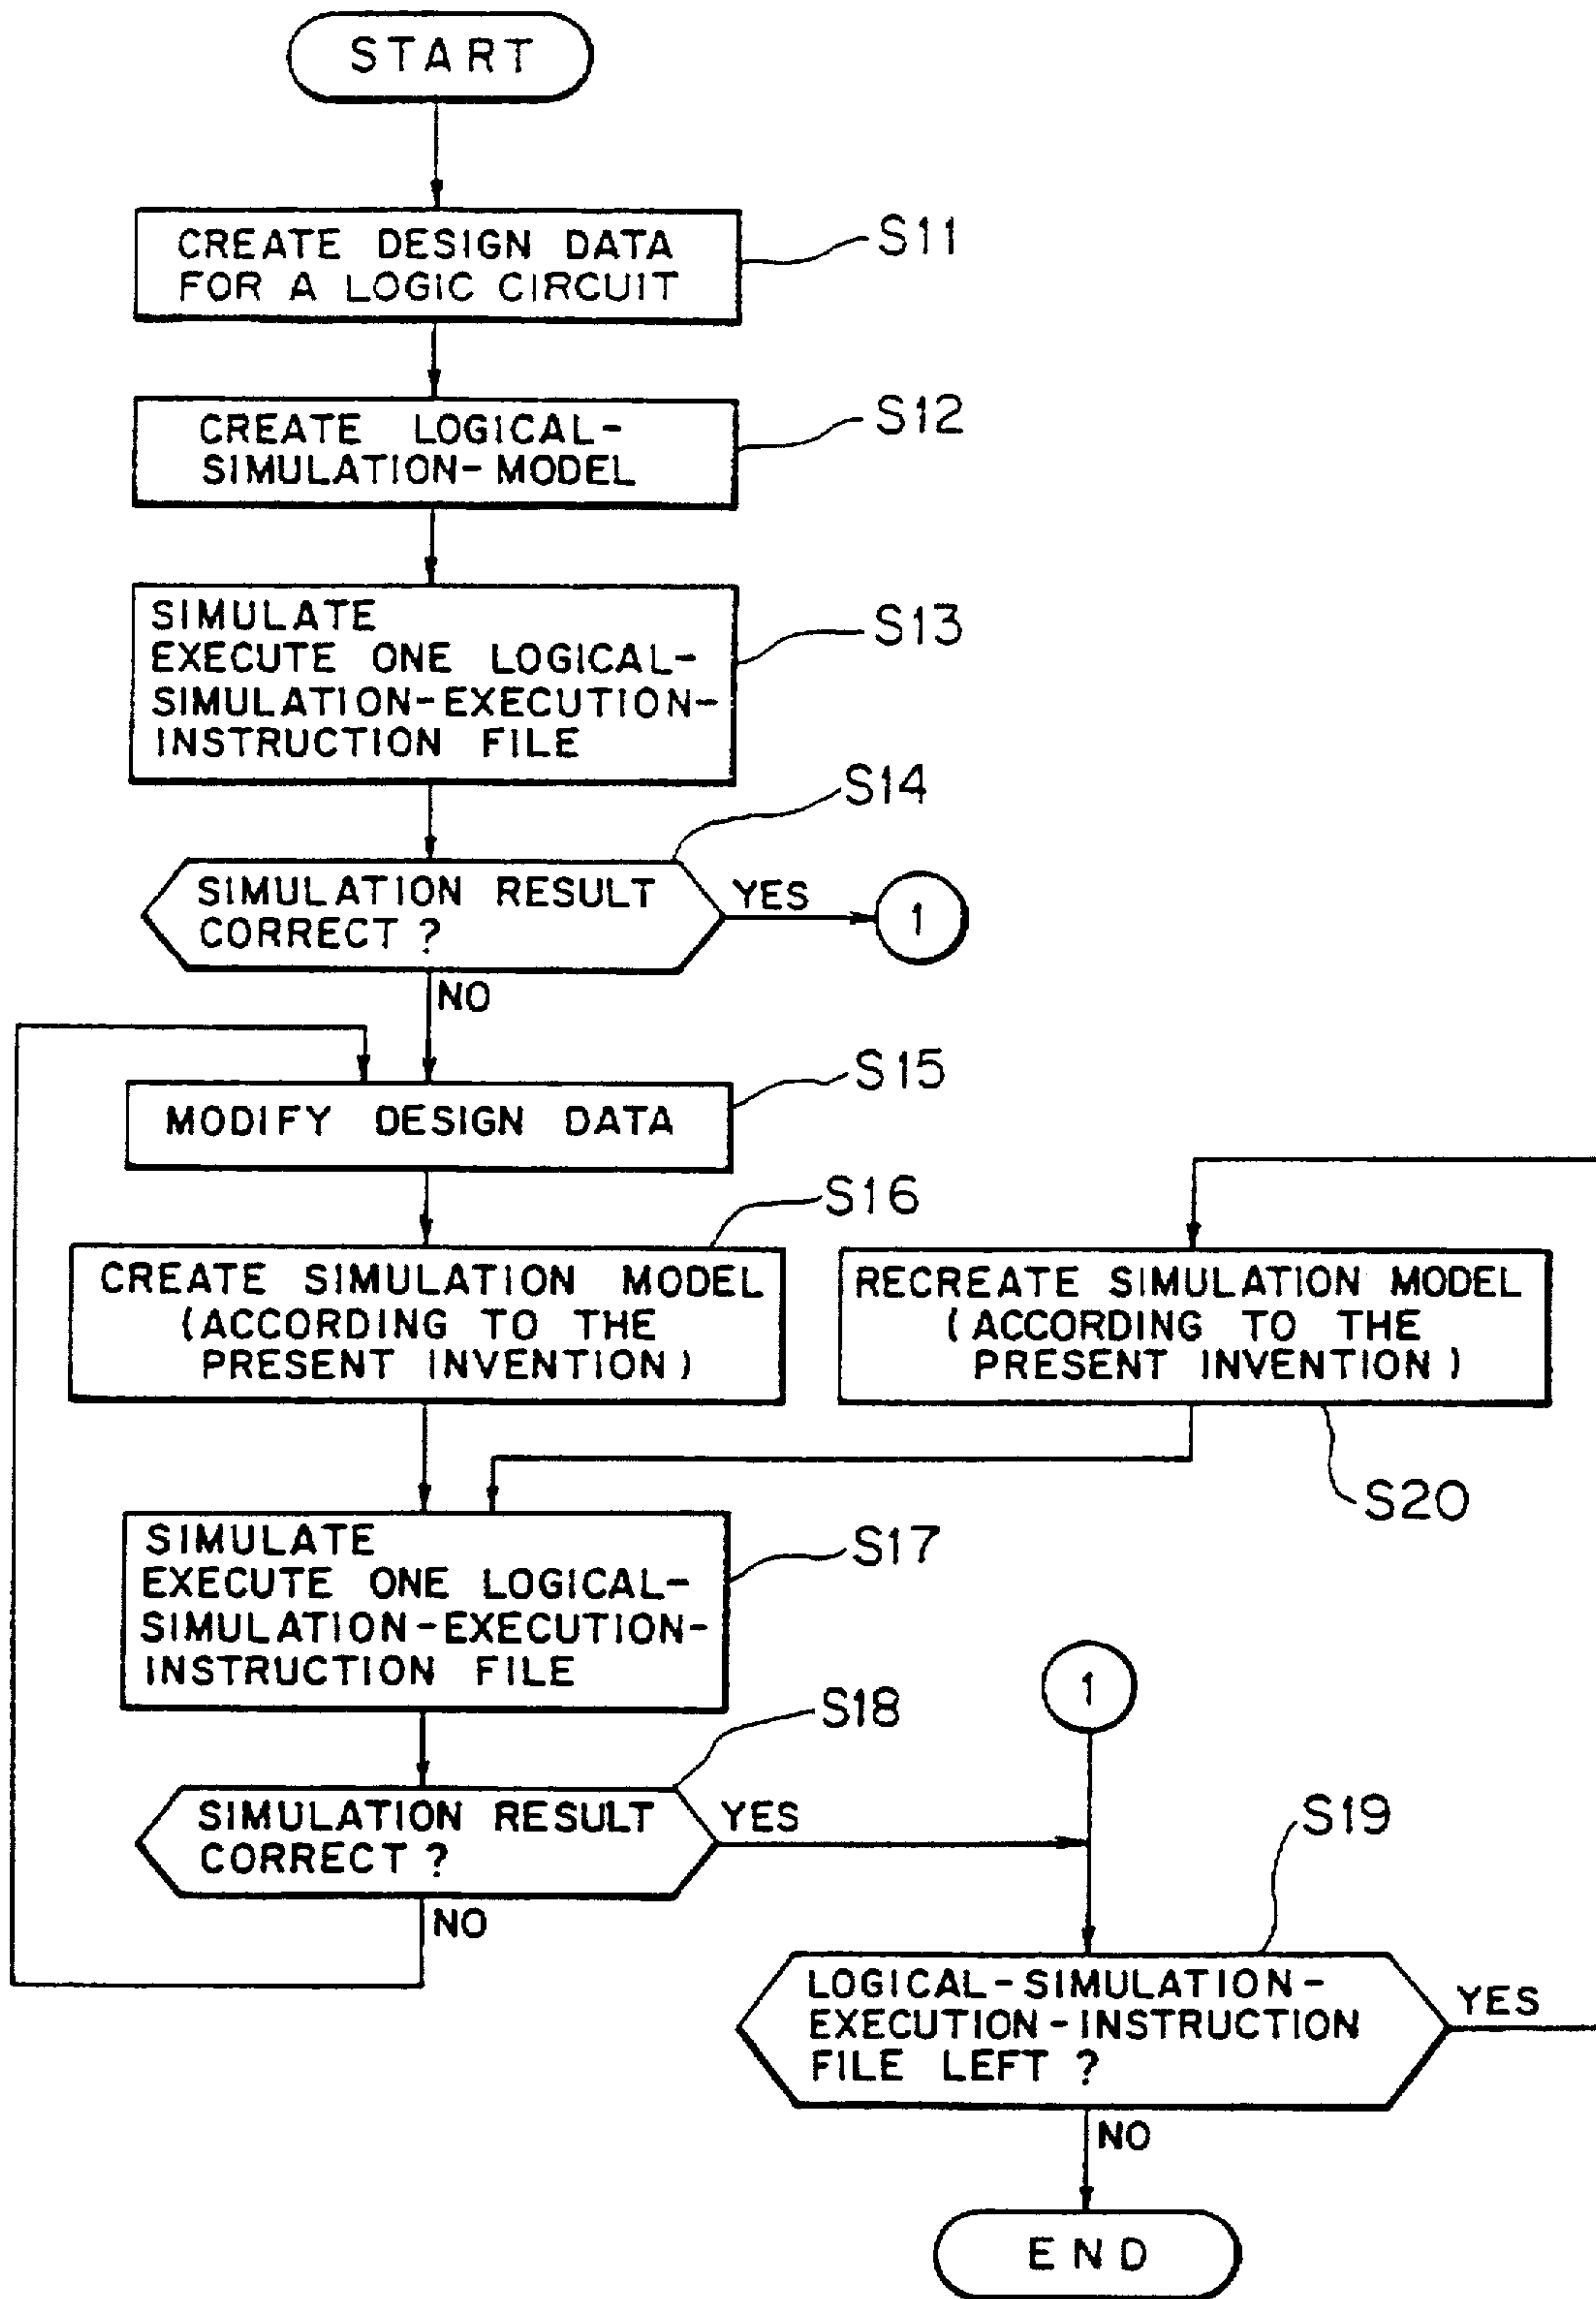 START
CREATE DESIGN DATA
FOR A LOGIC CIRCUIT
S11
CREATE LOGICAL-
SIMULATION-MODEL
S12
SIMULATE
EXECUTE ONE LOGICAL-
SIMULATION-EXECUTION-
INSTRUCTION FILE
S13
S14
SIMULATION RESULT
CORRECT ?
YES
1
NO
S15
MODIFY DESIGN DATA
S16
CREATE SIMULATION MODEL
(ACCORDING TO THE
PRESENT INVENTION)
RECREATE SIMULATION MODEL
(ACCORDING TO THE
PRESENT INVENTION)
S20
SIMULATE
EXECUTE ONE LOGICAL-
SIMULATION-EXECUTION-
INSTRUCTION FILE
S17
1
S18
SIMULATION RESULT
CORRECT ?
YES
NO
S19
LOGICAL-SIMULATION-
EXECUTION-INSTRUCTION
FILE LEFT ?
YES
NO
END